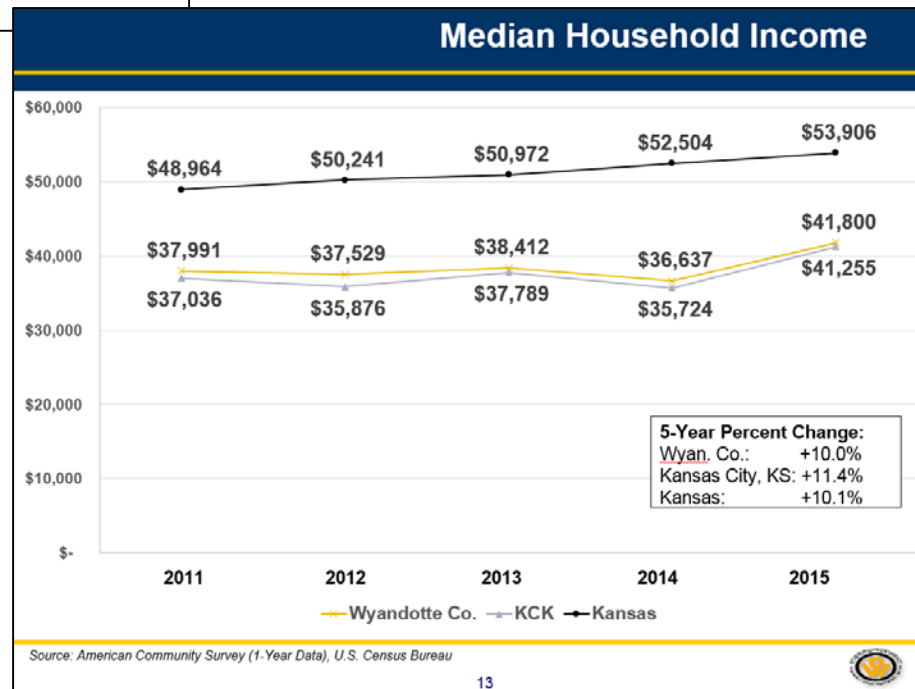 Median Household Income
$60,000
$50,000
$40,000
$30,000
$20,000
$10,000
$-
$48,964
$50,241
$50,972
$52,504
$53,906
$37,991
$37,529
$38,412
$36,637
$41,800
$37,036
$35,876
$37,789
$35,724
$41,255
5-Year Percent Change:
Wyan. Co.: +10.0%
Kansas City, KS: +11.4%
Kansas: +10.1%
2011 2012 2013 2014 2015
Wyandotte Co. KCK Kansas
Source: American Community Survey (1-Year Data), U.S. Census Bureau
13